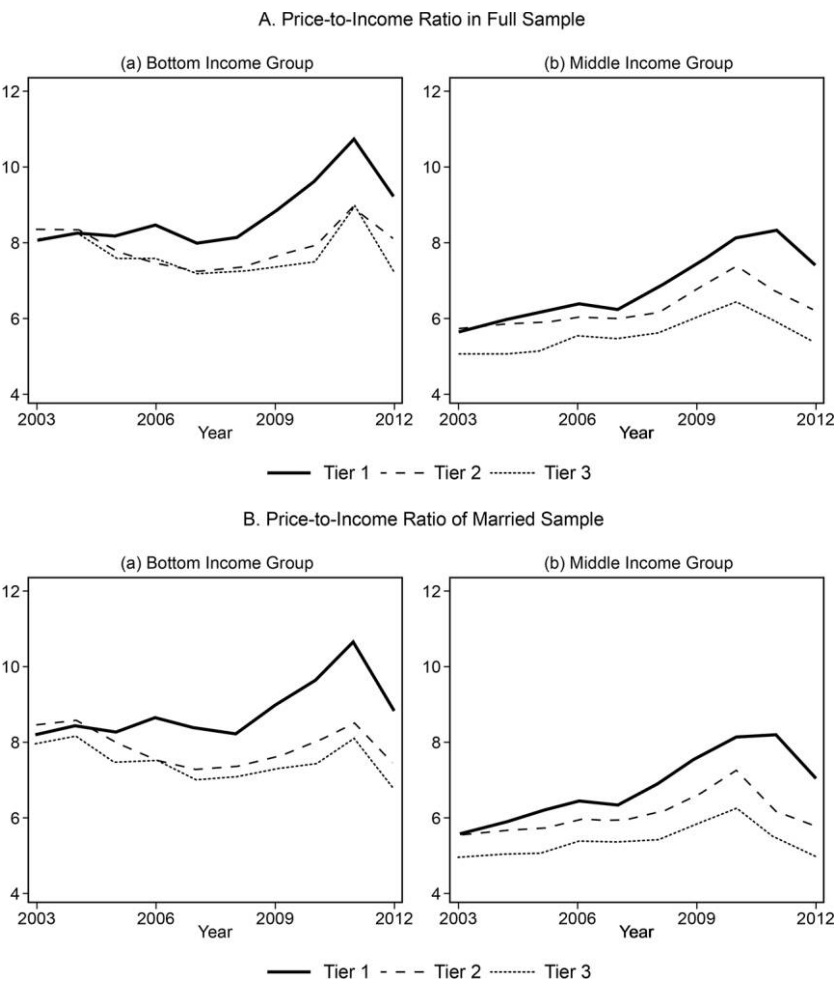 A. Price-to-Income Ratio in Full Sample
(a) Bottom Income Group
(b) Middle Income Group
12
10
8
6
4
12
10
8
6
4
2003
2006
2009
2012
2003
2006
2009
2012
Year
Year
Tier 1
Tier 2
Tier 3
B. Price-to-Income Ratio of Married Sample
(a) Bottom Income Group
(b) Middle Income Group
12
10
8
6
4
12
10
8
6
4
2003
2006
2009
2012
2003
2006
2009
2012
Year
Year
Tier 1
Tier 2
Tier 3